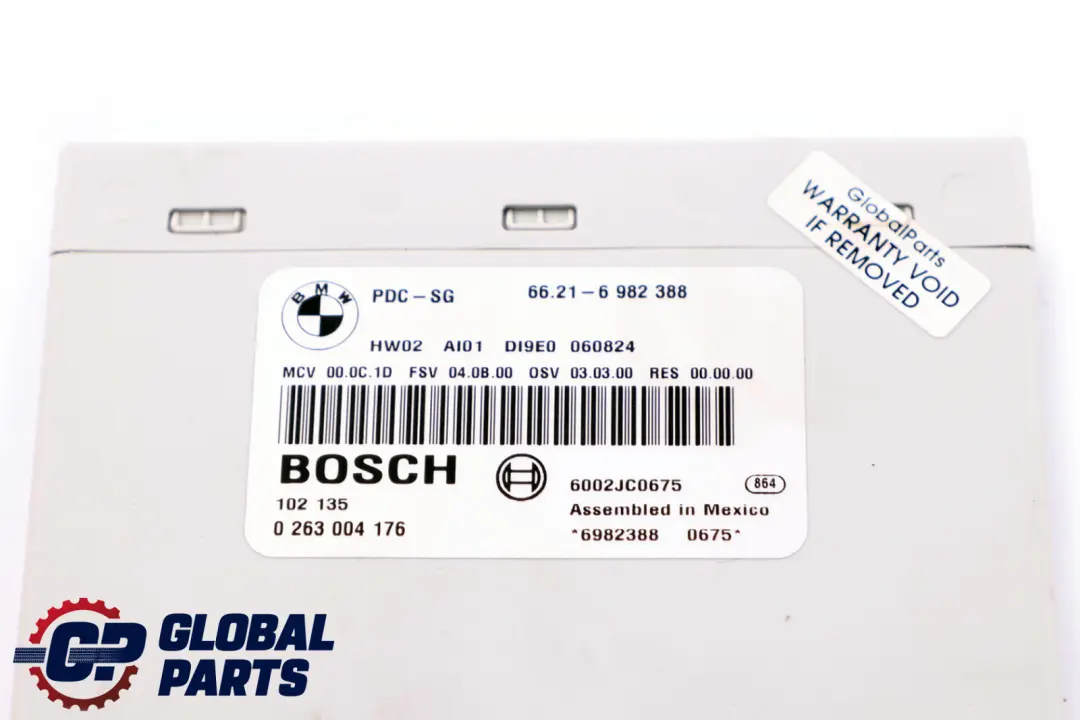 GlobalParts
WARRANTY VOID
IF REMOVED
BMW
PDC-SG 66.21-6 982 388
HW02 AI01 DI9E0 060824
MCV 00.0C.1D FSV 04.0B.00 OSV 03.03.00 RES 00.00.00
BOSCH
6002JC0675 864
102 135
Assembled in Mexico
0 263 004 176
*6982388 0675*
GP GLOBAL
PARTS